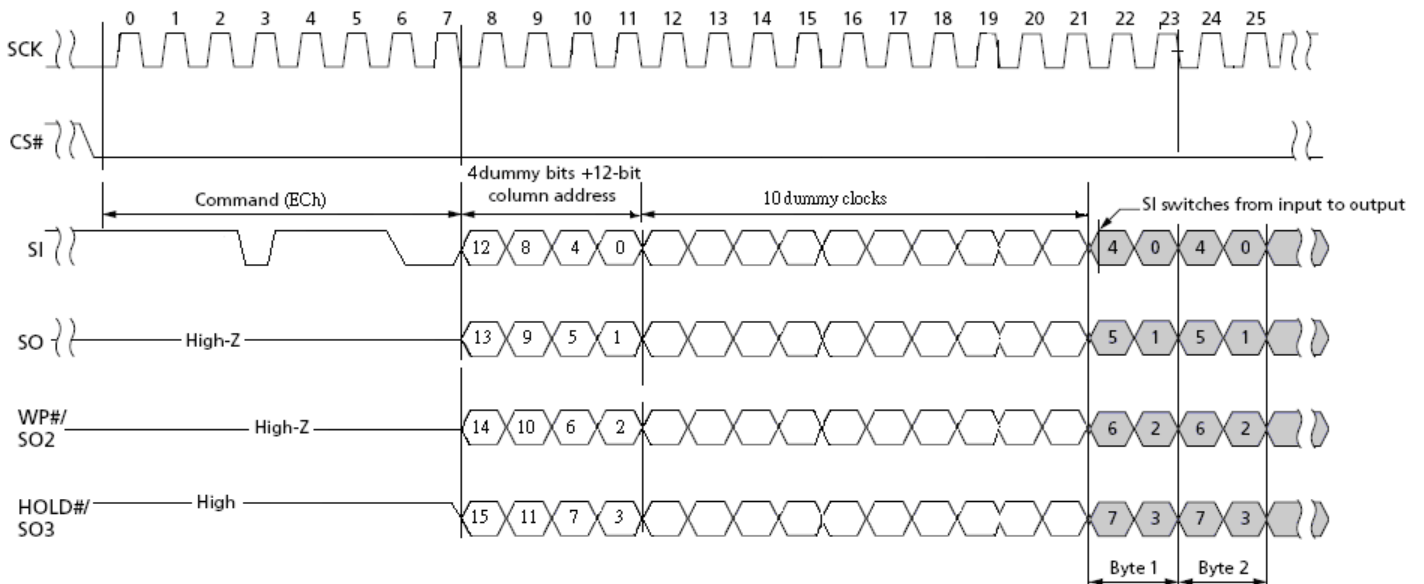 0 1 2 3 4 5 6 7 8 9 10 11 12 13 14 15 16 17 18 19 20 21 22 23 24 25
SCK
CS#
4dummy bits +12-bit
column address
Command (ECh)
10 dummy clocks
SI switches from input to output
SI
12 8 4 0 4 0 4 0
SO
High-Z
13 9 5 1 5 1 5 1
WP#/
SO2
High-Z
14 10 6 2 6 2 6 2
HOLD#/
SO3
High
15 11 7 3 7 3 7 3
Byte 1 Byte 2